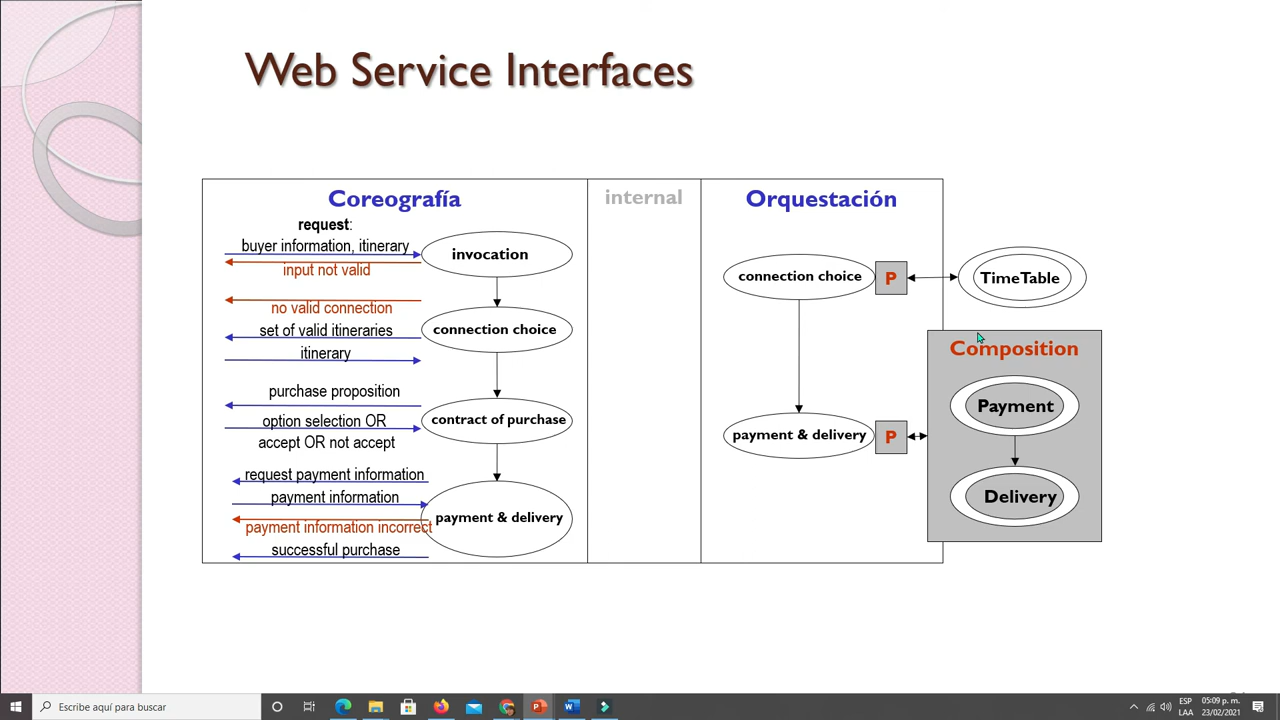 Web Service Interfaces
Coreografía
request:
buyer information, itinerary
input not valid
no valid connection
set of valid itineraries
itinerary
purchase proposition
option selection OR
accept OR not accept
request payment information
payment information
payment information incorrect
successful purchase
invocation
connection choice
contract of purchase
payment & delivery
internal
Orquestación
connection choice
P
payment & delivery
P
TimeTable
Composition
Payment
Delivery
Escribe aquí para buscar
ESP
LAA
05:09 p. m.
23/02/2021